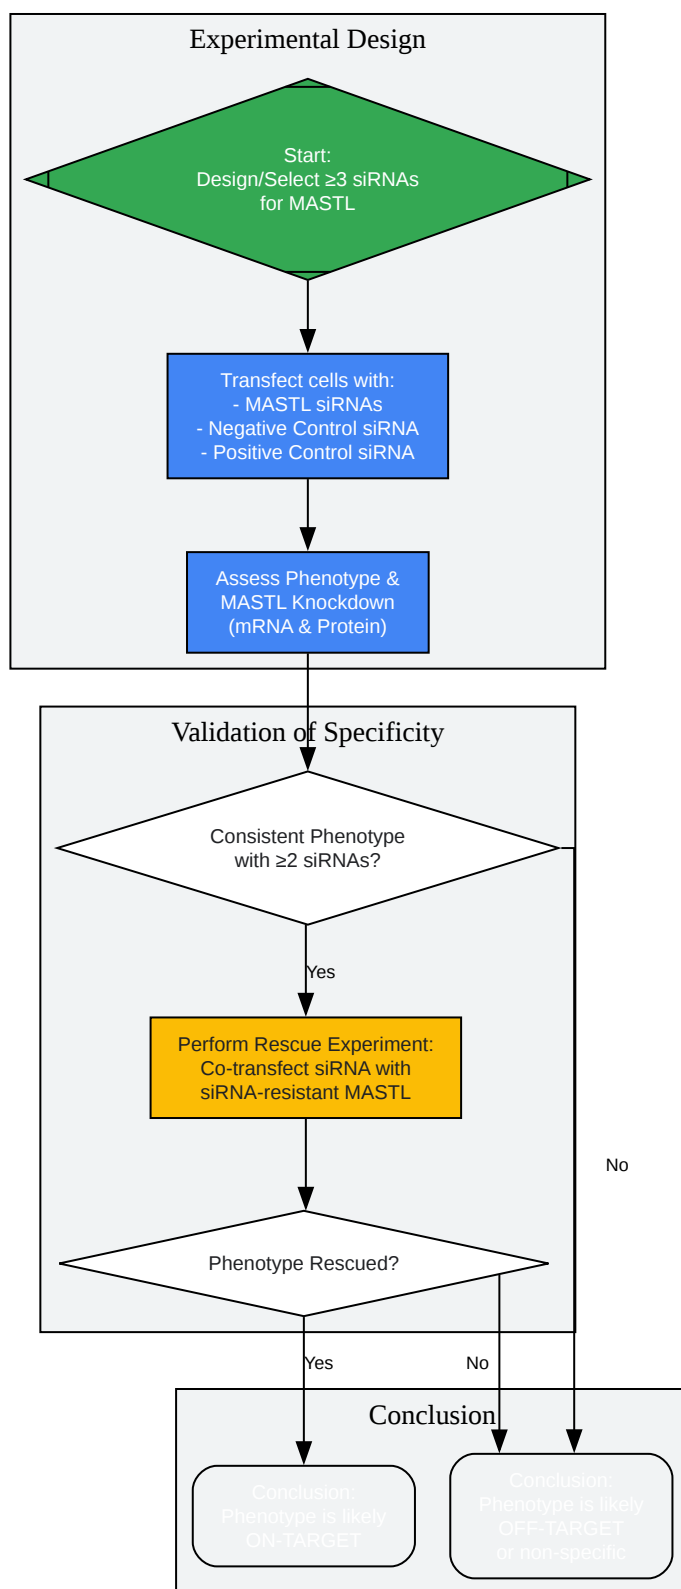 Experimental Design
Start:
Design/Select ≥3 siRNAs
for MASTL
Transfect cells with:
- MASTL siRNAs
- Negative Control siRNA
- Positive Control siRNA
Assess Phenotype &
MASTL Knockdown
(mRNA & Protein)
Validation of Specificity
Consistent Phenotype
with ≥2 siRNAs?
Yes
Perform Rescue Experiment:
Co-transfect siRNA with
siRNA-resistant MASTL
No
Phenotype Rescued?
Yes
No
Conclusion
Conclusion:
Phenotype is likely
ON-TARGET
Conclusion:
Phenotype is likely
OFF-TARGET
or non-specific